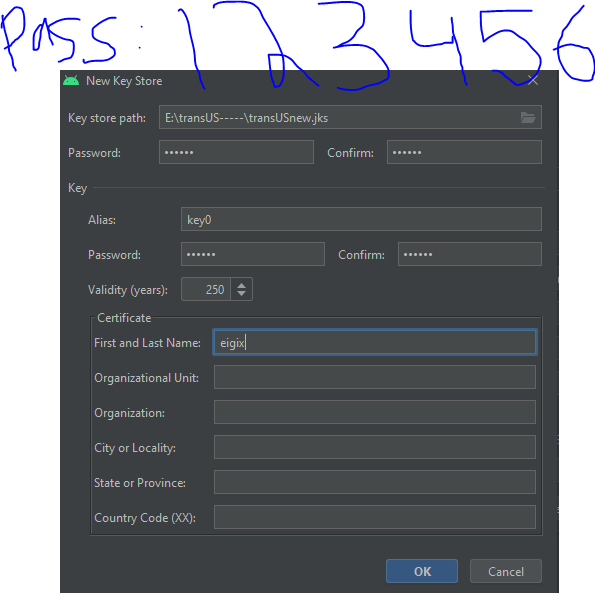 Pass: 123456
New Key Store
Key store path: E:\transUS-----\transUSnew.jks
Password: •••••• Confirm: ••••••
Key
Alias: key0
Password: •••••• Confirm: ••••••
Validity (years): 250
Certificate
First and Last Name: eigix
Organizational Unit:
Organization:
City or Locality:
State or Province:
Country Code (XX):
OK Cancel